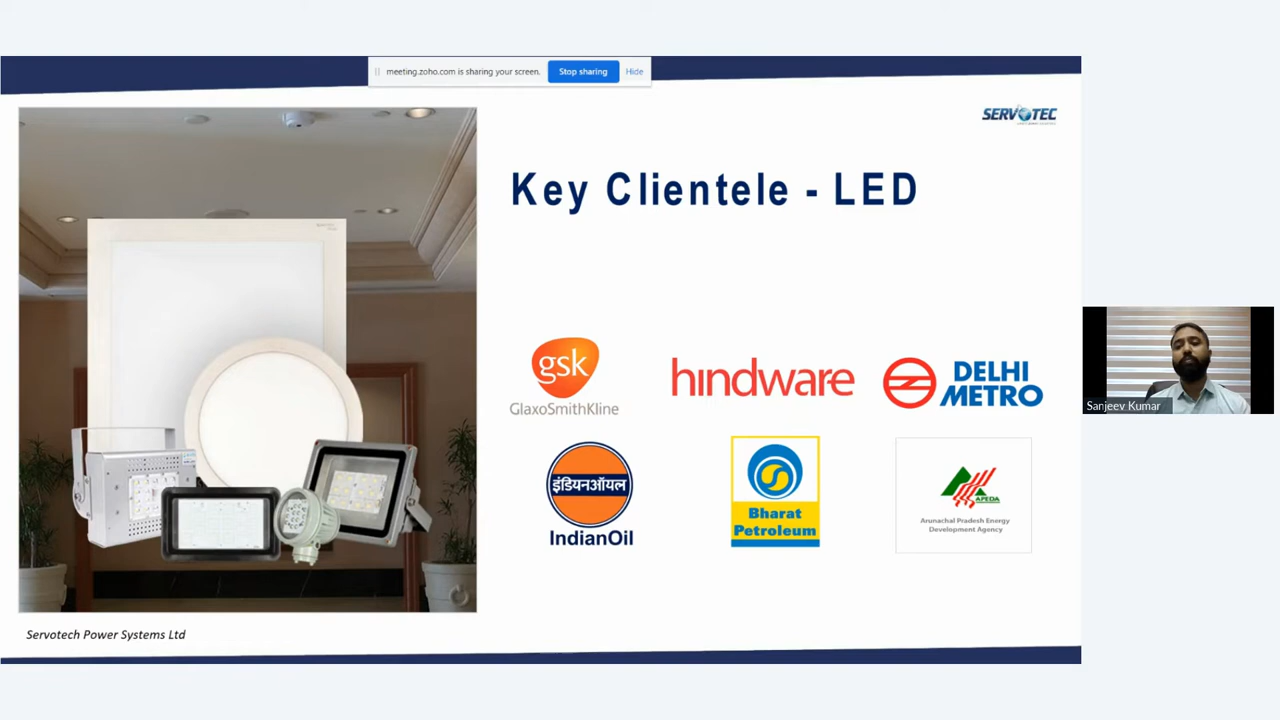 meeting.zoho.com is sharing your screen. Stop sharing Hide
SERVOTEC
Key Clientele - LED
gsk
GlaxoSmithKline
hindware
DELHI
METRO
इंडियनऑयल
IndianOil
Bharat
Petroleum
APEDA
Arunachal Pradesh Energy
Development Agency
Sanjeev Kumar
Servotech Power Systems Ltd